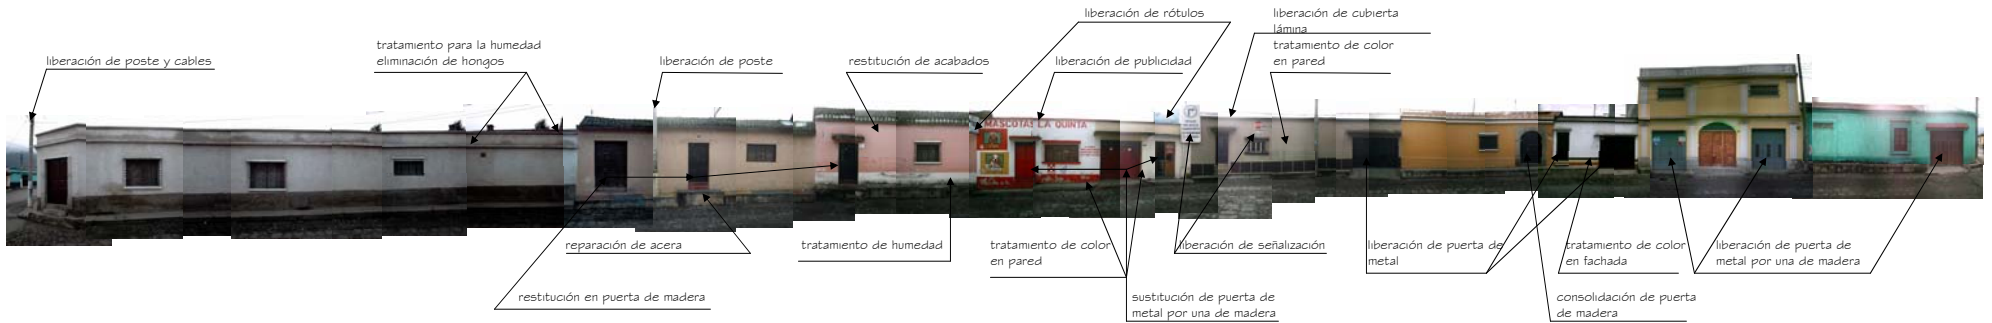 liberación de rótulos
liberación de cubierta
lámina
tratamiento para la humedad
eliminación de hongos
tratamiento de color
en pared
liberación de poste y cables
liberación de poste
restitución de acabados
liberación de publicidad
MASCOTAS LA QUINTA
reparación de acera
tratamiento de humedad
tratamiento de color
en pared
liberación de señalización
liberación de puerta de
metal
tratamiento de color
en fachada
liberación de puerta de
metal por una de madera
restitución en puerta de madera
sustitución de puerta de
metal por una de madera
consolidación de puerta
de madera